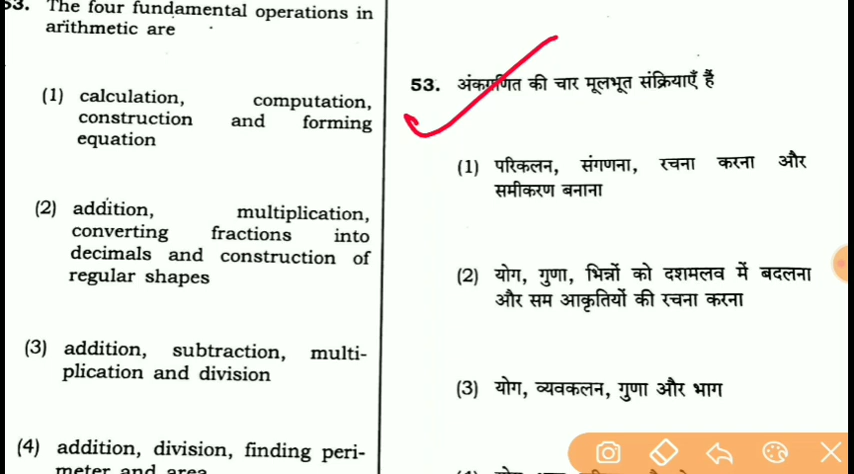 53. The four fundamental operations in
arithmetic are
(1) calculation, computation,
construction and forming
equation
(2) addition, multiplication,
converting fractions into
decimals and construction of
regular shapes
(3) addition, subtraction, multi-
plication and division
(4) addition, division, finding peri-
meter and area
53. अंकगणित की चार मूलभूत संक्रियाएँ हैं
(1) परिकलन, संगणना, रचना करना और
समीकरण बनाना
(2) योग, गुणा, भिन्नों को दशमलव में बदलना
और सम आकृतियों की रचना करना
(3) योग, व्यवकलन, गुणा और भाग